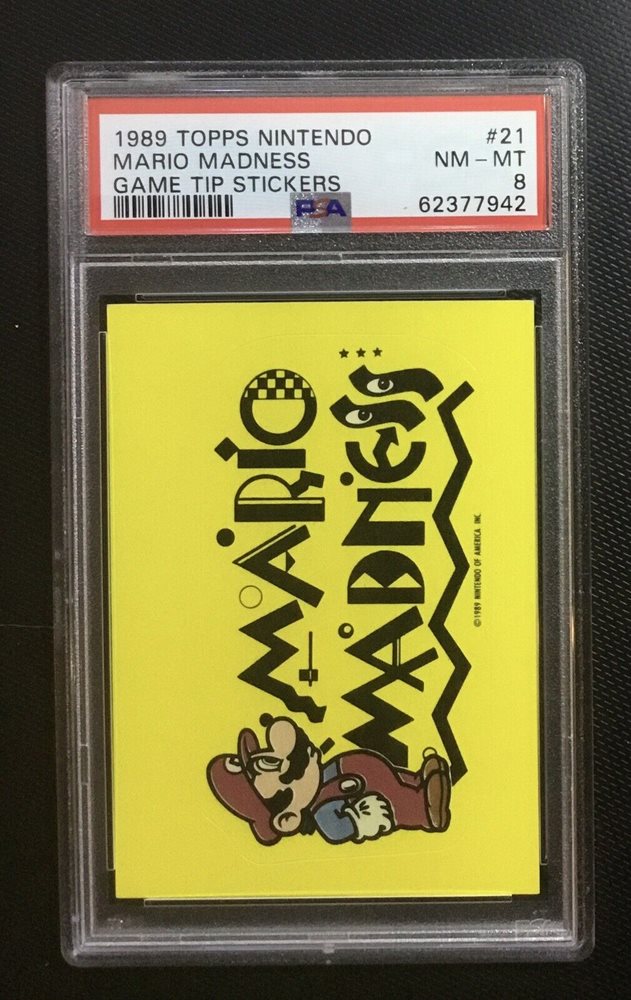 1989 TOPPS NINTENDO #21
MARIO MADNESS NM - MT
GAME TIP STICKERS 8
PSA 62377942
MARIO
MADNESS
©1989 NINTENDO OF AMERICA INC.